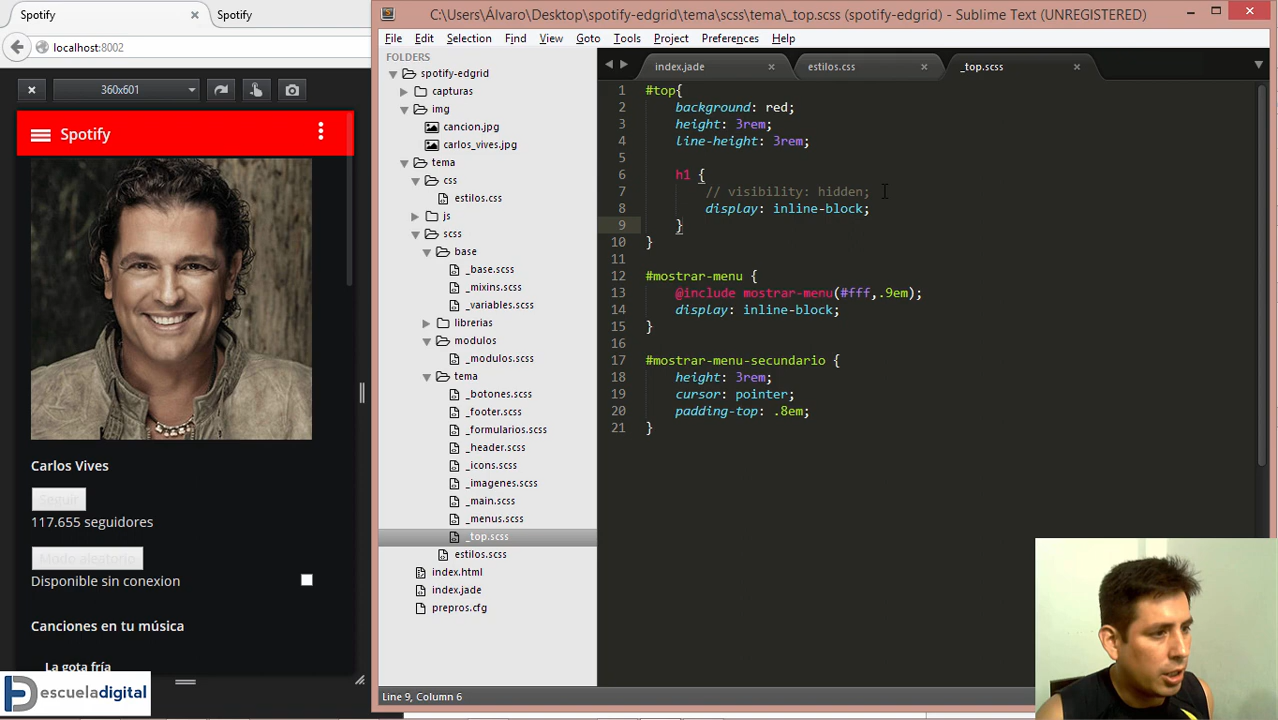 Spotify
Spotify
C:\Users\Álvaro\Desktop\spotify-edgrid\tema\scss\tema\_top.scss (spotify-edgrid) - Sublime Text (UNREGISTERED)
localhost:8002
File Edit Selection Find View Goto Tools Project Preferences Help
360x601
FOLDERS
spotify-edgrid
capturas
img
cancion.jpg
carlos_vives.jpg
tema
css
estilos.css
js
scss
base
_base.scss
_mixins.scss
_variables.scss
librerias
modulos
_modulos.scss
tema
_botones.scss
_footer.scss
_formularios.scss
_header.scss
_icons.scss
_imagenes.scss
_main.scss
_menus.scss
_top.scss
estilos.scss
index.html
index.jade
prepros.cfg
index.jade
estilos.css
_top.scss
1 #top{
2 background: red;
3 height: 3rem;
4 line-height: 3rem;
5
6 h1 {
7 // visibility: hidden;
8 display: inline-block;
9 }
10 }
11
12 #mostrar-menu {
13 @include mostrar-menu(#fff,.9em);
14 display: inline-block;
15 }
16
17 #mostrar-menu-secundario {
18 height: 3rem;
19 cursor: pointer;
20 padding-top: .8em;
21 }
Spotify
Carlos Vives
Seguir
117.655 seguidores
Modo aleatorio
Disponible sin conexion
Canciones en tu música
La gota fría
escueladigital
Line 9, Column 6